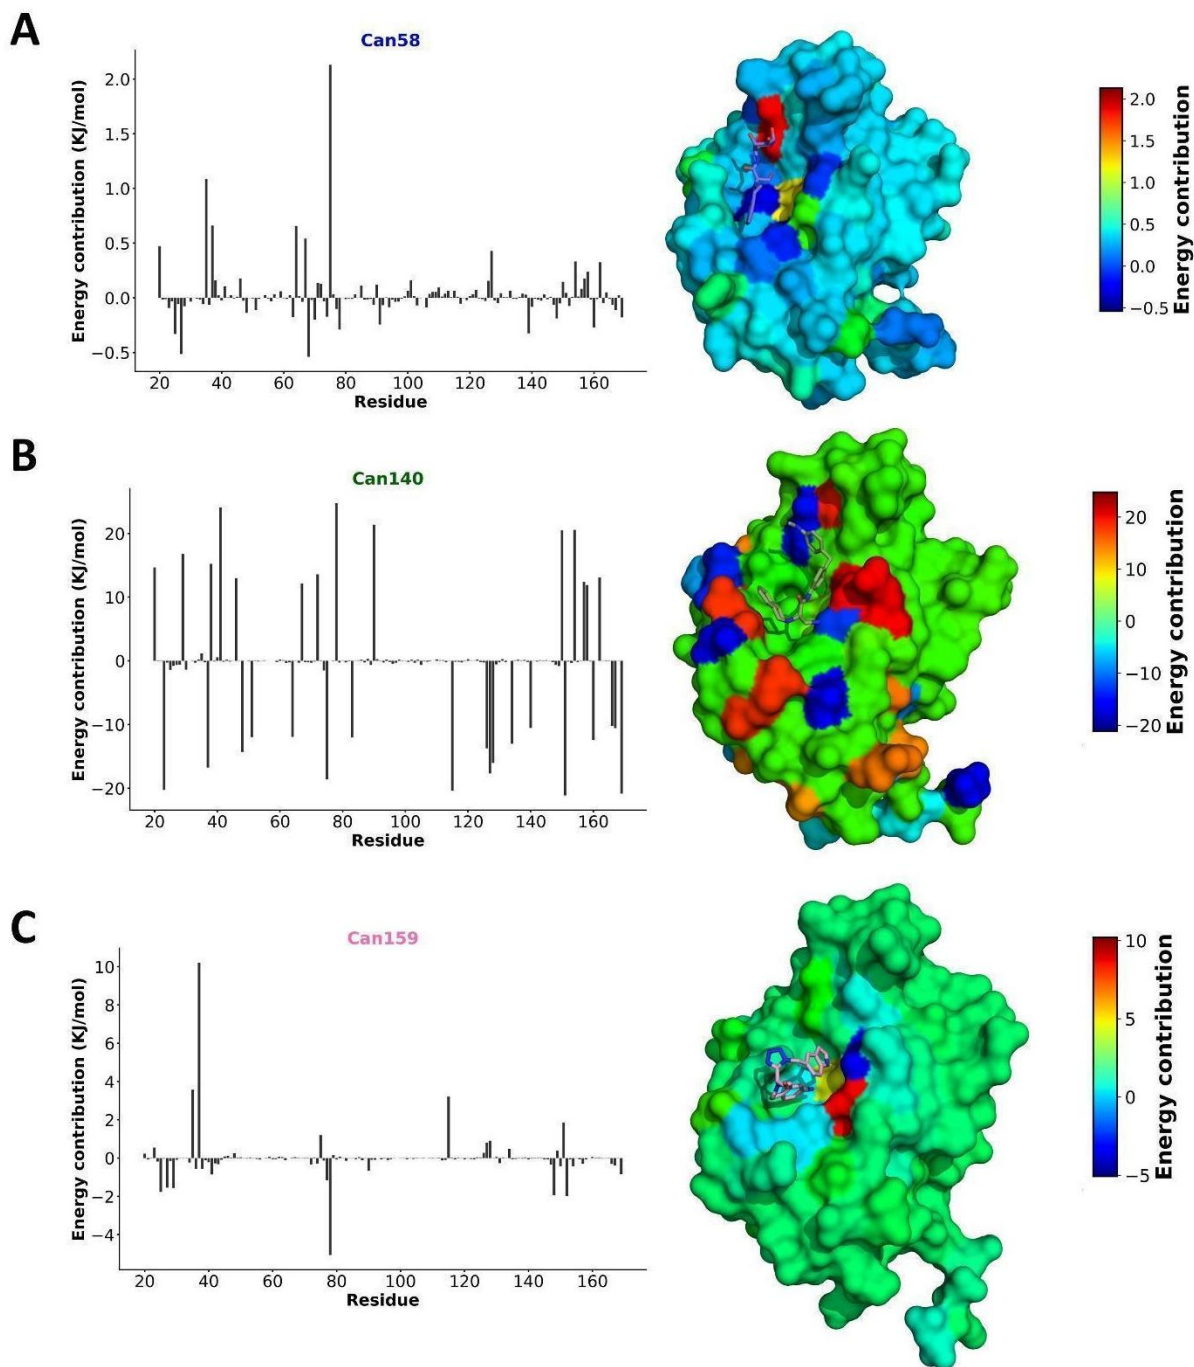 A
Can58
Energy contribution (KJ/mol)
2.0
1.5
1.0
0.5
0.0
−0.5
20 40 60 80 100 120 140 160
Residue
2.0
1.5
1.0
0.5
0.0
−0.5
Energy contribution
B
Can140
Energy contribution (KJ/mol)
20
10
0
−10
−20
20 40 60 80 100 120 140 160
Residue
20
10
0
−10
−20
Energy contribution
C
Can159
Energy contribution (KJ/mol)
10
8
6
4
2
0
−2
−4
20 40 60 80 100 120 140 160
Residue
10
5
0
−5
Energy contribution